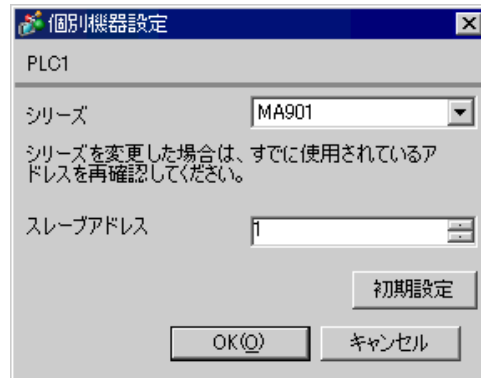 個別機器設定
PLC1
シリーズ MA901
シリーズを変更した場合は、すでに使用されているア
ドレスを再確認してください。
スレーブアドレス 1
初期設定
OK(O) キャンセル